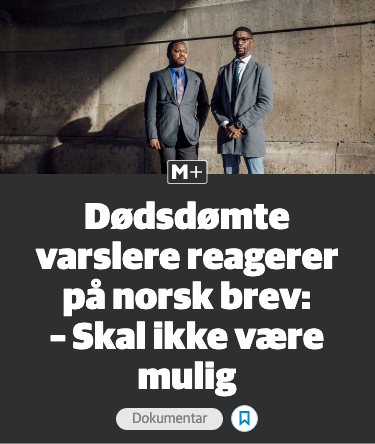 M+
Dødsdømte
varslere reagerer
på norsk brev:
– Skal ikke være
mulig
Dokumentar